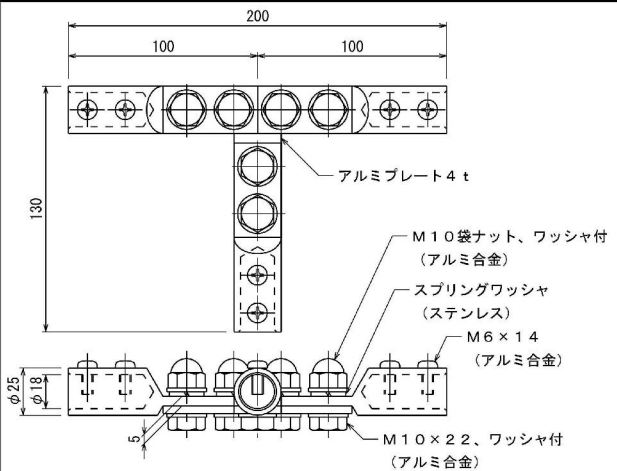 200
100
100
130
アルミプレート4t
M10袋ナット、ワッシャ付
(アルミ合金)
スプリングワッシャ
(ステンレス)
M6×14
(アルミ合金)
φ25
φ18
5
M10×22、ワッシャ付
(アルミ合金)